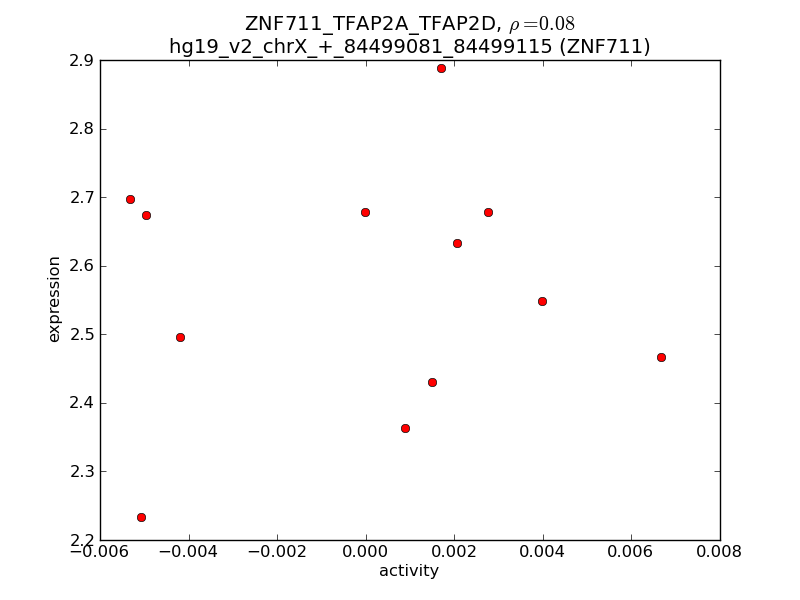 ZNF711_TFAP2A_TFAP2D, ρ=0.08
hg19_v2_chrX_+_84499081_84499115 (ZNF711)
2.9
2.8
2.7
2.6
2.5
2.4
2.3
2.2
expression
−0.006 −0.004 −0.002 0.000 0.002 0.004 0.006 0.008
activity